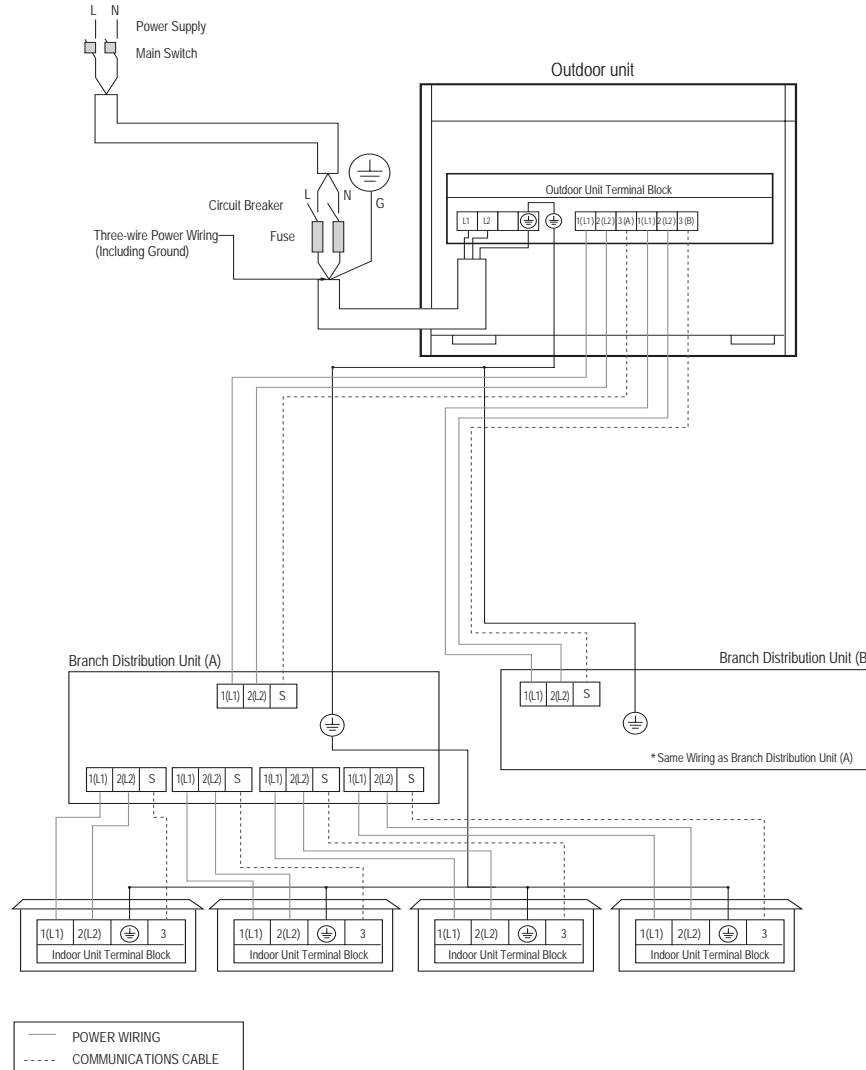 L N
Power Supply
Main Switch
Outdoor unit
Outdoor Unit Terminal Block
L1 L2 1(L1) 2(L2) 3(A) 1(L1) 2(L2) 3(B)
L N
G
Circuit Breaker
Fuse
Three-wire Power Wiring
(Including Ground)
Branch Distribution Unit (A)
1(L1) 2(L2) S
1(L1) 2(L2) S 1(L1) 2(L2) S 1(L1) 2(L2) S 1(L1) 2(L2) S
Branch Distribution Unit (B
1(L1) 2(L2) S
* Same Wiring as Branch Distribution Unit (A)
1(L1) 2(L2) 3
Indoor Unit Terminal Block
1(L1) 2(L2) 3
Indoor Unit Terminal Block
1(L1) 2(L2) 3
Indoor Unit Terminal Block
1(L1) 2(L2) 3
Indoor Unit Terminal Block
POWER WIRING
COMMUNICATIONS CABLE